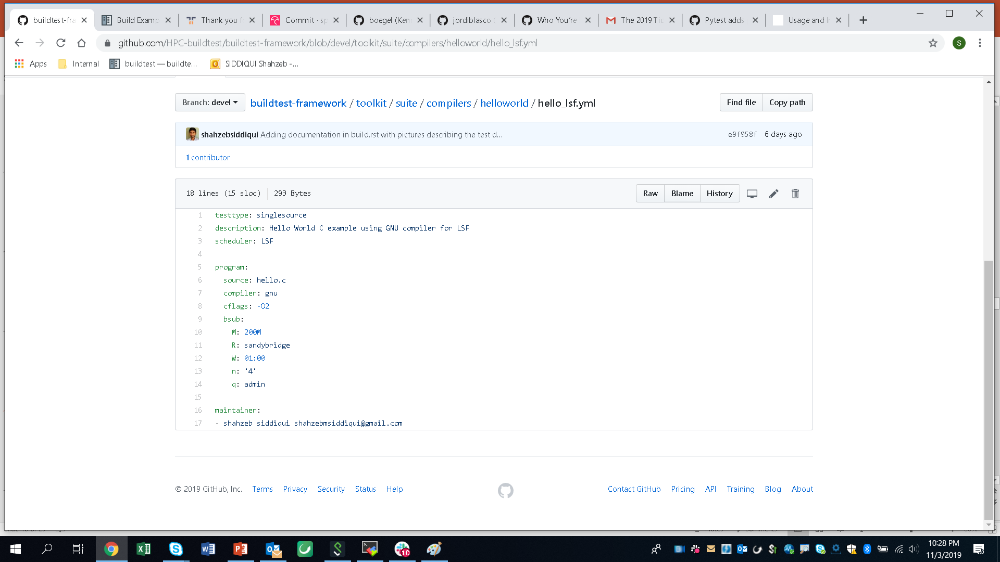 buildtest-fra
Build Examp
Thank you f
Commit · sp
boegel (Ken
jordiblasco (
Who You're
The 2019 Tic
Pytest adds
Usage and I
github.com/HPC-buildtest/buildtest-framework/blob/devel/toolkit/suite/compilers/helloworld/hello_lsf.yml
S
Apps
Internal
buildtest — buildte...
SIDDIQUI Shahzeb -...
Branch: devel
buildtest-framework / toolkit / suite / compilers / helloworld / hello_lsf.yml
Find file
Copy path
shahzebsiddiqui Adding documentation in build.rst with pictures describing the test d...
e9f958f 6 days ago
1 contributor
18 lines (15 sloc) 293 Bytes
Raw
Blame
History
1 testtype: singlesource
2 description: Hello World C example using GNU compiler for LSF
3 scheduler: LSF
4
5 program:
6 source: hello.c
7 compiler: gnu
8 cflags: -O2
9 bsub:
10 M: 200M
11 R: sandybridge
12 W: 01:00
13 n: '4'
14 q: admin
15
16 maintainer:
17 - shahzeb siddiqui shahzebmsiddiqui@gmail.com
© 2019 GitHub, Inc. Terms Privacy Security Status Help
Contact GitHub Pricing API Training Blog About
10
10:28 PM
11/3/2019